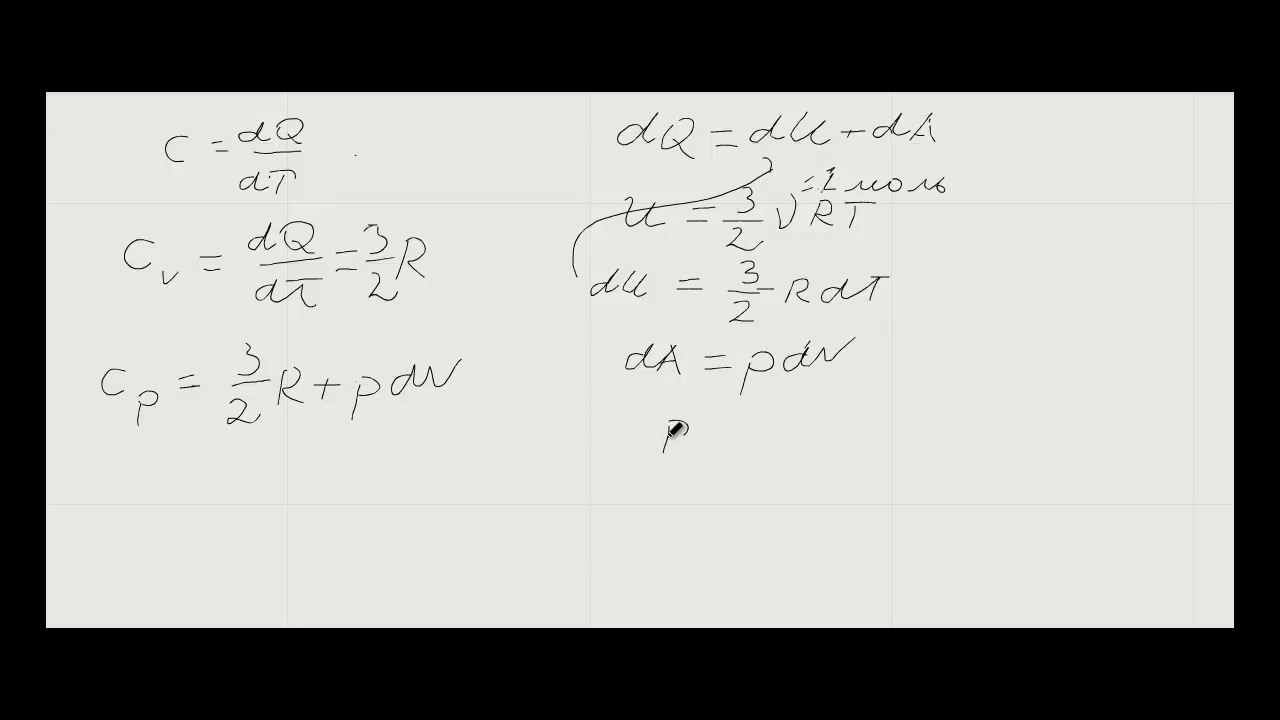 C = dQ/dT
C_v = dQ/dT = 3/2 R
C_p = 3/2 R + p dV
dQ = dU + dA
= 1 моль
U = 3/2 ν R T
dU = 3/2 R dT
dA = p dV
p